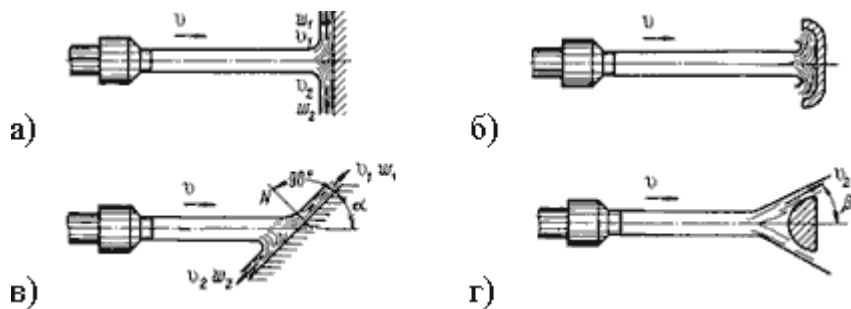 υ w₁
υ₁
υ₂
w₂
а)
υ
б)
υ N 90° υ₁ w₁
α
υ₂ w₂
в)
υ υ₂
β
г)